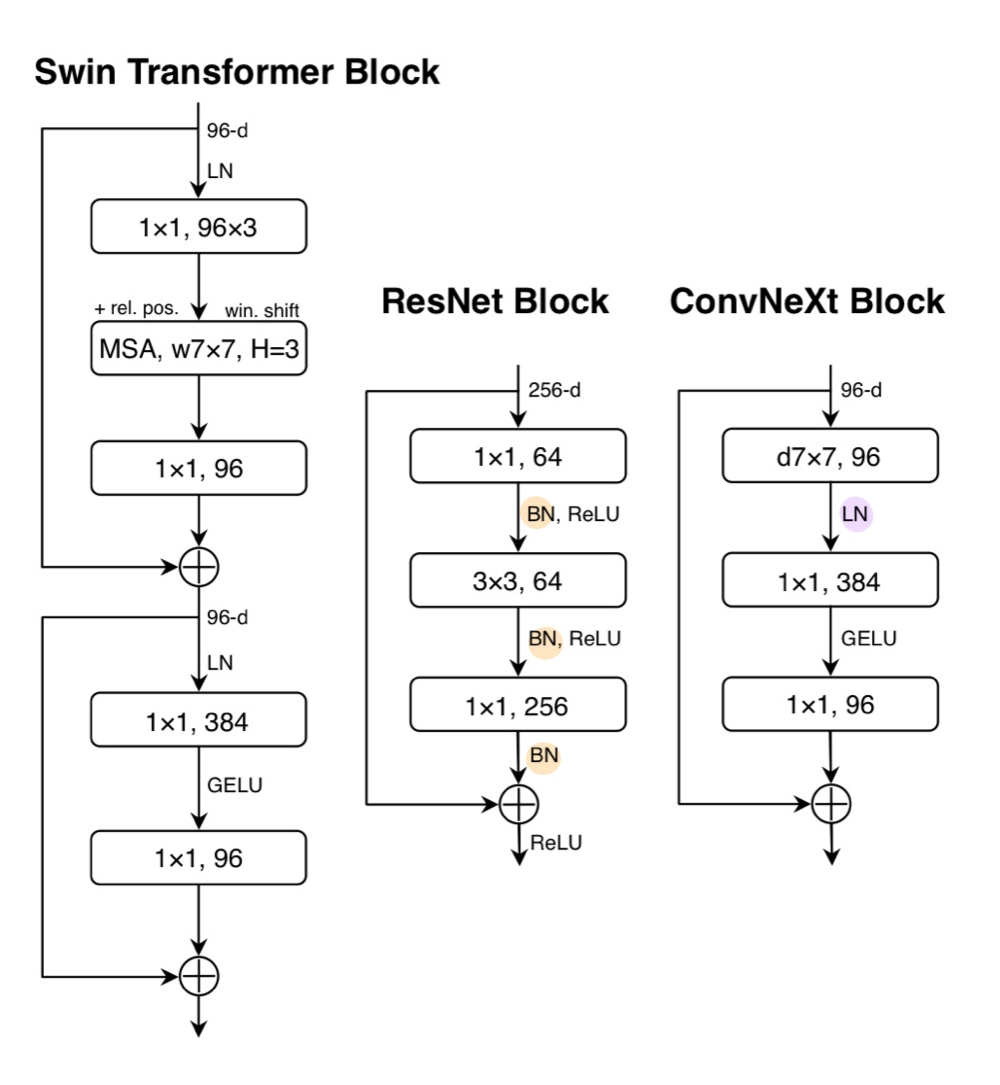 Swin Transformer Block
96-d
LN
1×1, 96×3
+ rel. pos. win. shift
MSA, w7×7, H=3
1×1, 96
96-d
LN
1×1, 384
GELU
1×1, 96
ResNet Block
256-d
1×1, 64
BN, ReLU
3×3, 64
BN, ReLU
1×1, 256
BN
ReLU
ConvNeXt Block
96-d
d7×7, 96
LN
1×1, 384
GELU
1×1, 96